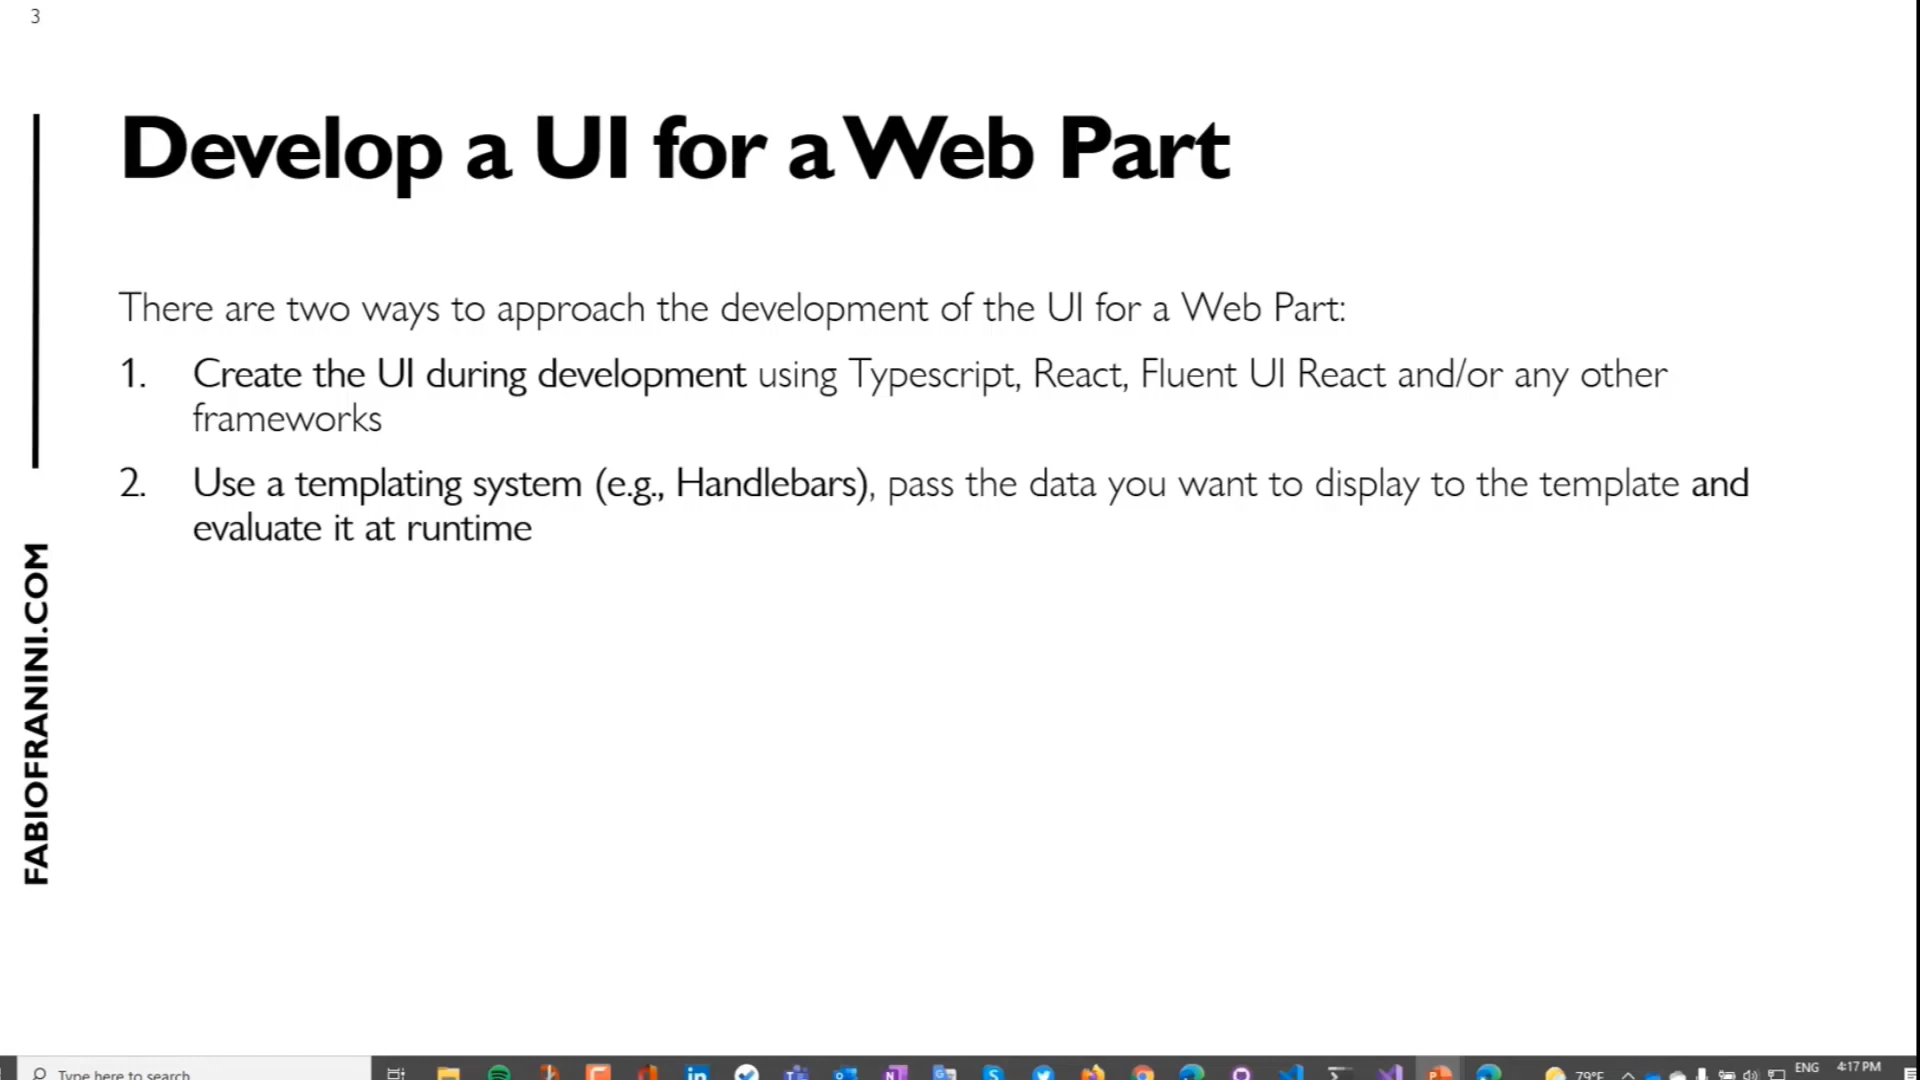 3
Develop a UI for a Web Part
There are two ways to approach the development of the UI for a Web Part:
1. Create the UI during development using Typescript, React, Fluent UI React and/or any other
frameworks
2. Use a templating system (e.g., Handlebars), pass the data you want to display to the template and
evaluate it at runtime
FABIOFRANINI.COM
Type here to search
79°F
ENG
4:17 PM